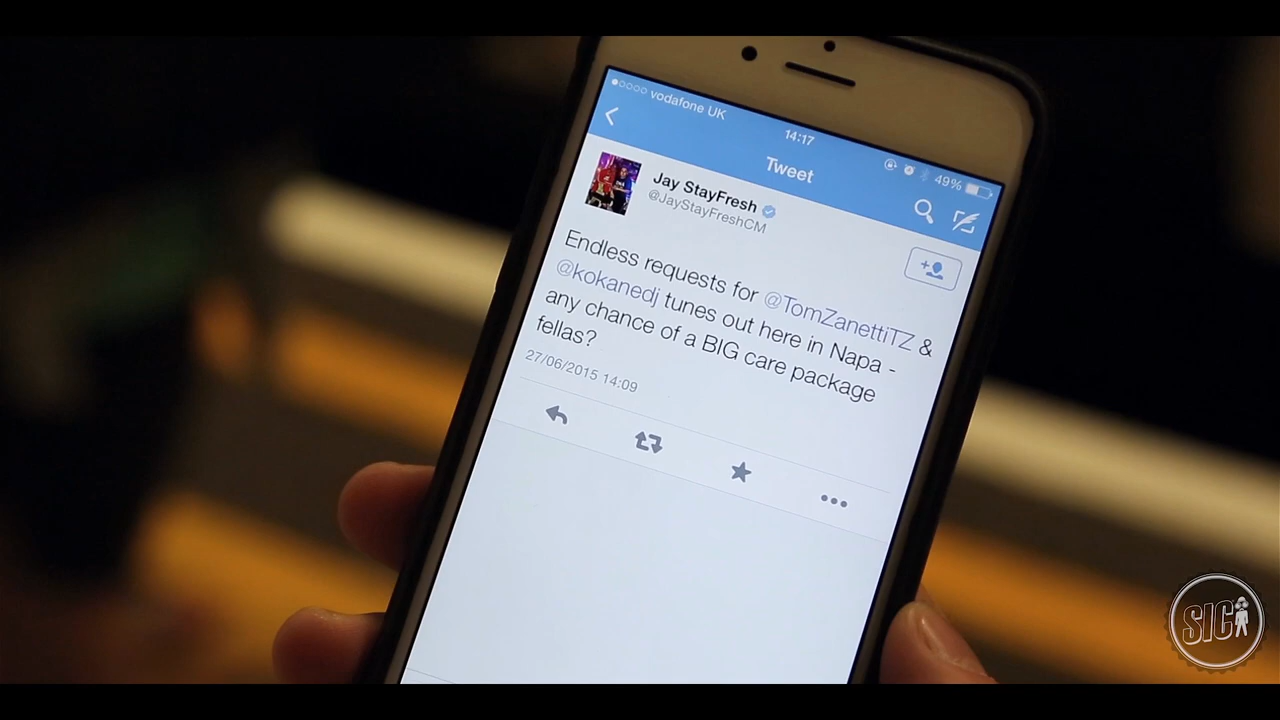 vodafone UK
14:17
49%
Tweet
Jay StayFresh
@JayStayFreshCM
Endless requests for @TomZanettiTZ &
@kokanedj tunes out here in Napa -
any chance of a BIG care package
fellas?
27/06/2015 14:09
SIC